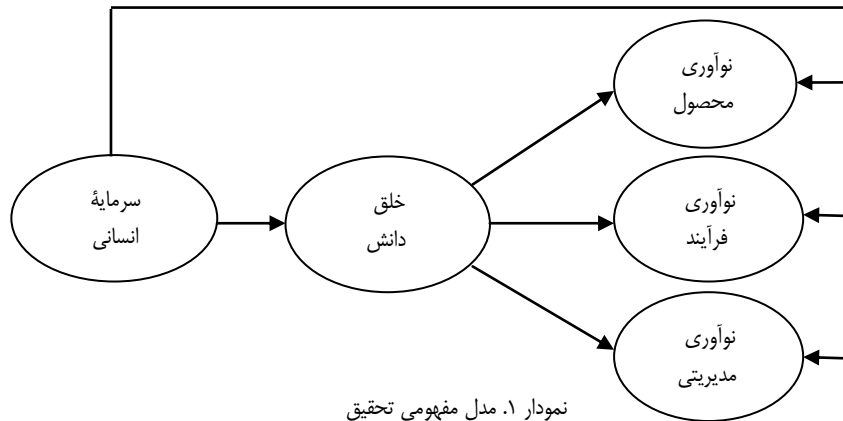 نوآوری
محصول
سرمایهٔ
انسانی
خلق
دانش
نوآوری
فرآیند
نوآوری
مدیریتی
نمودار ۱. مدل مفهومی تحقیق